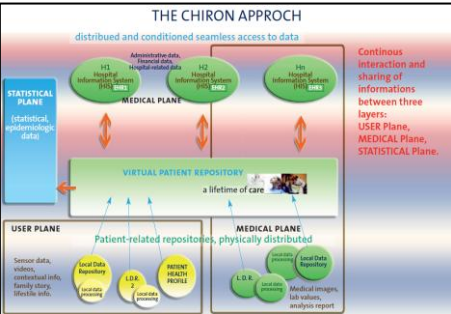 THE CHIRON APPROCH
distribued and conditioned seamless access to data
Administrative data,
Financial data,
Hospital-related data
H1
Hospital
Information System
(HIS) EHR1
H2
Hospital
Information System
(HIS) EHR2
Hn
Hospital
Information System
(HIS)
MEDICAL PLANE
Continous
interaction and
sharing of
informations
between three
layers:
USER Plane,
MEDICAL Plane,
STATISTICAL Plane.
STATISTICAL
PLANE
(statistical,
epidemiologic
data)
VIRTUAL PATIENT REPOSITORY
a lifetime of care
USER PLANE
MEDICAL PLANE
Patient-related repositories, physically distributed
Sensor data,
videos,
contextual info,
family story,
lifestile info.
Local Data
Repository
Local data
processing
L.D.R.
2
Local data
processing
PATIENT
HEALTH
PROFILE
L. D. R.
Local data
processing
Local data
processing
Local Data
Repository
Medical images,
lab values,
analysis report